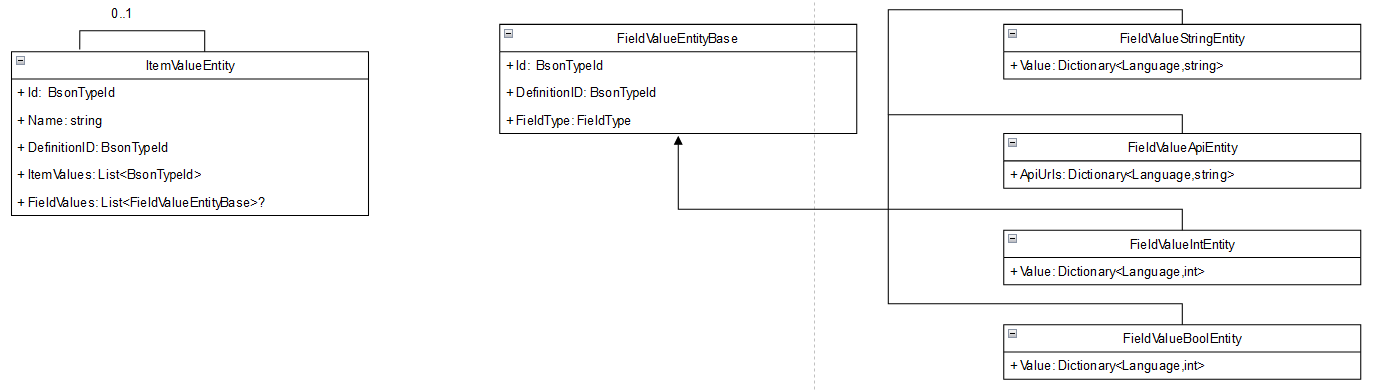 0..1
ItemValueEntity
+ Id: BsonTypeId
+ Name: string
+ DefinitionID: BsonTypeId
+ ItemValues: List<BsonTypeId>
+ FieldValues: List<FieldValueEntityBase>?
FieldValueEntityBase
+ Id: BsonTypeId
+ DefinitionID: BsonTypeId
+ FieldType: FieldType
FieldValueStringEntity
+ Value: Dictionary<Language,string>
FieldValueApiEntity
+ ApiUrls: Dictionary<Language,string>
FieldValueIntEntity
+ Value: Dictionary<Language,int>
FieldValueBoolEntity
+ Value: Dictionary<Language,int>